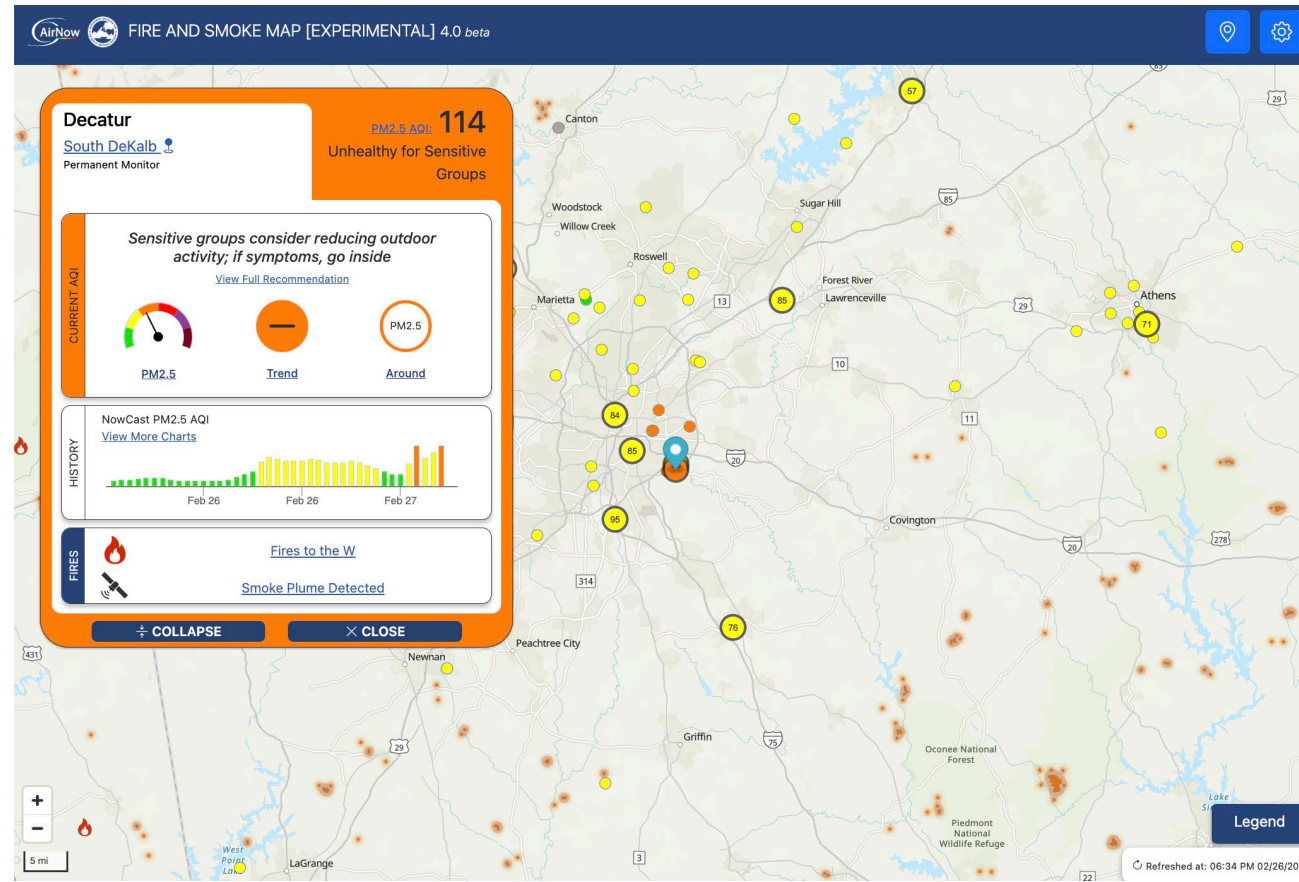 AirNow
FIRE AND SMOKE MAP [EXPERIMENTAL] 4.0 beta
Decatur
South DeKalb
Permanent Monitor
PM2.5 AQI: 114
Unhealthy for Sensitive
Groups
CURRENT AQI
Sensitive groups consider reducing outdoor
activity; if symptoms, go inside
View Full Recommendation
PM2.5
PM2.5
Trend
Around
HISTORY
NowCast PM2.5 AQI
View More Charts
Feb 26
Feb 26
Feb 27
FIRES
Fires to the W
Smoke Plume Detected
COLLAPSE
CLOSE
85
57
29
Canton
85
Woodstock
Sugar Hill
Willow Creek
Roswell
Forest River
Marietta
13
85
Lawrenceville
29
Athens
71
10
84
11
85
20
95
Covington
20
278
314
76
Peachtree City
431
Newnan
Griffin
29
75
Oconee National
Forest
Lake
Piedmont
National
Wildlife Refuge
Legend
+
−
5 mi
West
Point
LaGrange
3
22
Refreshed at: 06:34 PM 02/26/20